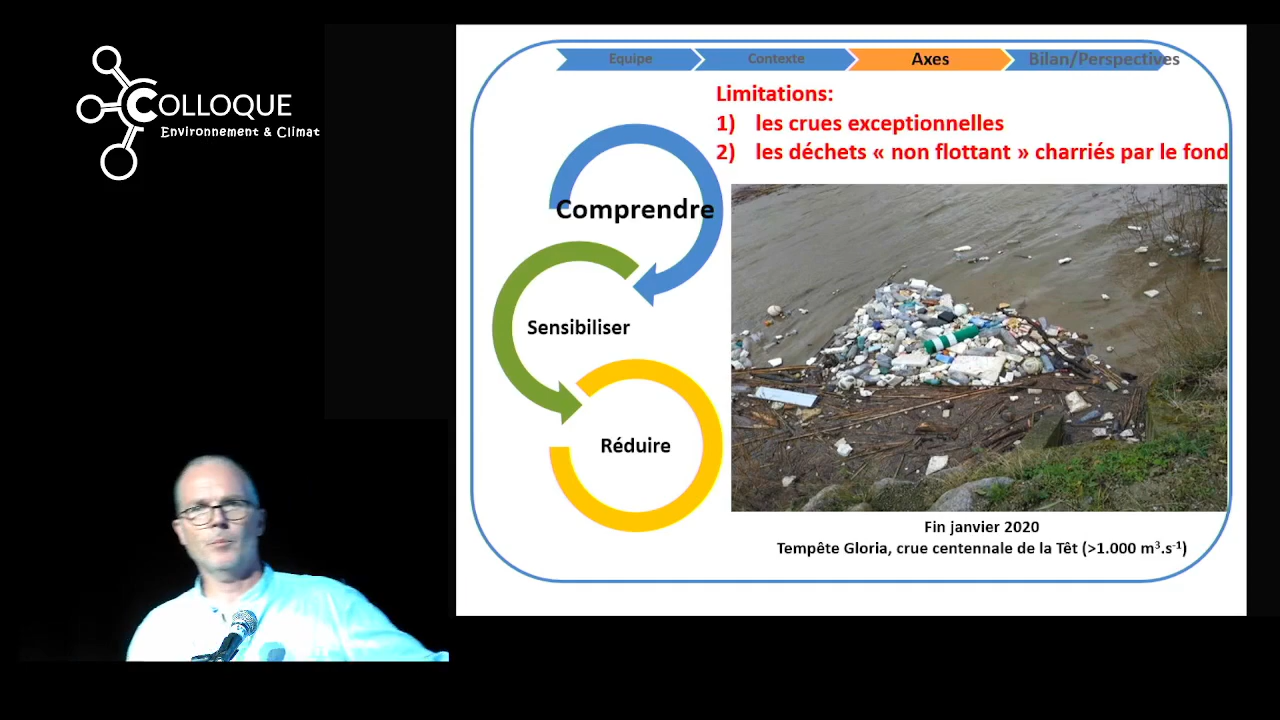 COLLOQUE
Environnement & Climat
Equipe
Contexte
Axes
Bilan/Perspectives
Limitations:
1) les crues exceptionnelles
2) les déchets « non flottant » charriés par le fond
Comprendre
Sensibiliser
Réduire
Fin janvier 2020
Tempête Gloria, crue centennale de la Têt (>1.000 m³.s⁻¹)